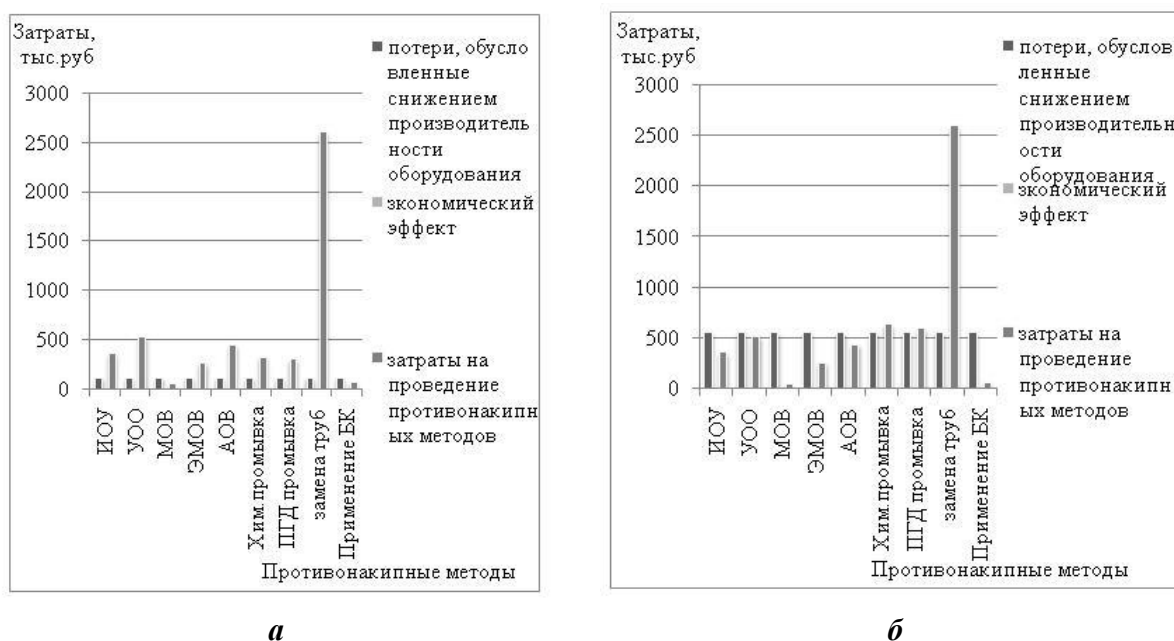 Затраты,
тыс.руб
3000
2500
2000
1500
1000
500
0
ИОУ
УОО
МОВ
ЭМОВ
АОВ
Хим.промывка
ПГД промывка
замена труб
Применение БК
Противонакипные методы
потери, обусло
вленные
снижением
производитель
ности
оборудования
зкономический
эффект
затраты на
проведение
противонакипн
ых методов
а
Затраты,
тыс.руб
3000
2500
2000
1500
1000
500
0
ИОУ
УОО
МОВ
ЭМОВ
АОВ
Хим.промывка
ПГД промывка
замена труб
Применение БК
Противонакипные методы
потери, обуслов
ленные
снижением
производительн
ости
оборудования
зкономический
эффект
затраты на
проведение
противонакипн
ых методов
б